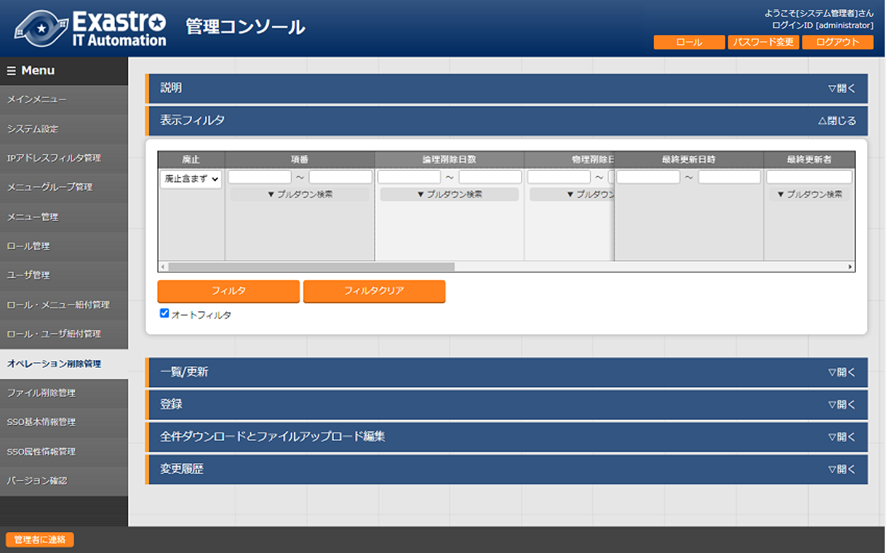 Exastro
IT Automation
管理コンソール
ようこそ[システム管理者]さん
ログインID [administrator]
ロール
パスワード変更
ログアウト
☰ Menu
メインメニュー
システム設定
IPアドレスフィルタ管理
メニューグループ管理
メニュー管理
ロール管理
ユーザ管理
ロール・メニュー紐付管理
ロール・ユーザ紐付管理
オペレーション削除管理
ファイル削除管理
SSO基本情報管理
SSO属性情報管理
バージョン確認
管理者に連絡
説明
▽開く
表示フィルタ
△閉じる
廃止
項番
論理削除日数
物理削除日
最終更新日時
最終更新者
廃止含まず
～
～
～
～
▼ プルダウン検索
▼ プルダウン検索
▼ プルダウン
▼ プルダウン検索
フィルタ
フィルタクリア
オートフィルタ
一覧/更新
▽開く
登録
▽開く
全件ダウンロードとファイルアップロード編集
▽開く
変更履歴
▽開く